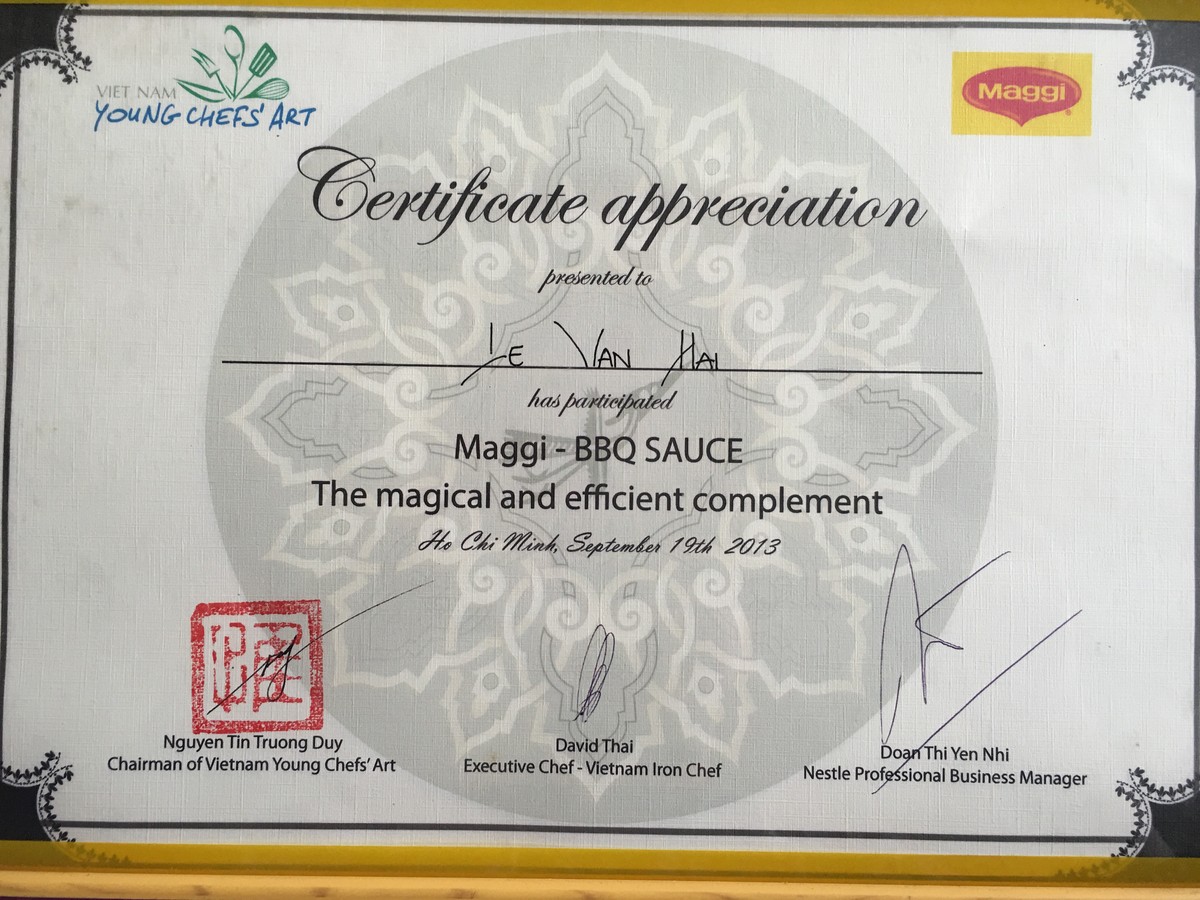 VIET NAM
YOUNG CHEFS' ART
Maggi
Certificate appreciation
presented to
LE VAN HAI
has participated
Maggi - BBQ SAUCE
The magical and efficient complement
Ho Chi Minh, September 19th 2013
Nguyen Tin Truong Duy
Chairman of Vietnam Young Chefs' Art
David Thai
Executive Chef - Vietnam Iron Chef
Doan Thi Yen Nhi
Nestle Professional Business Manager